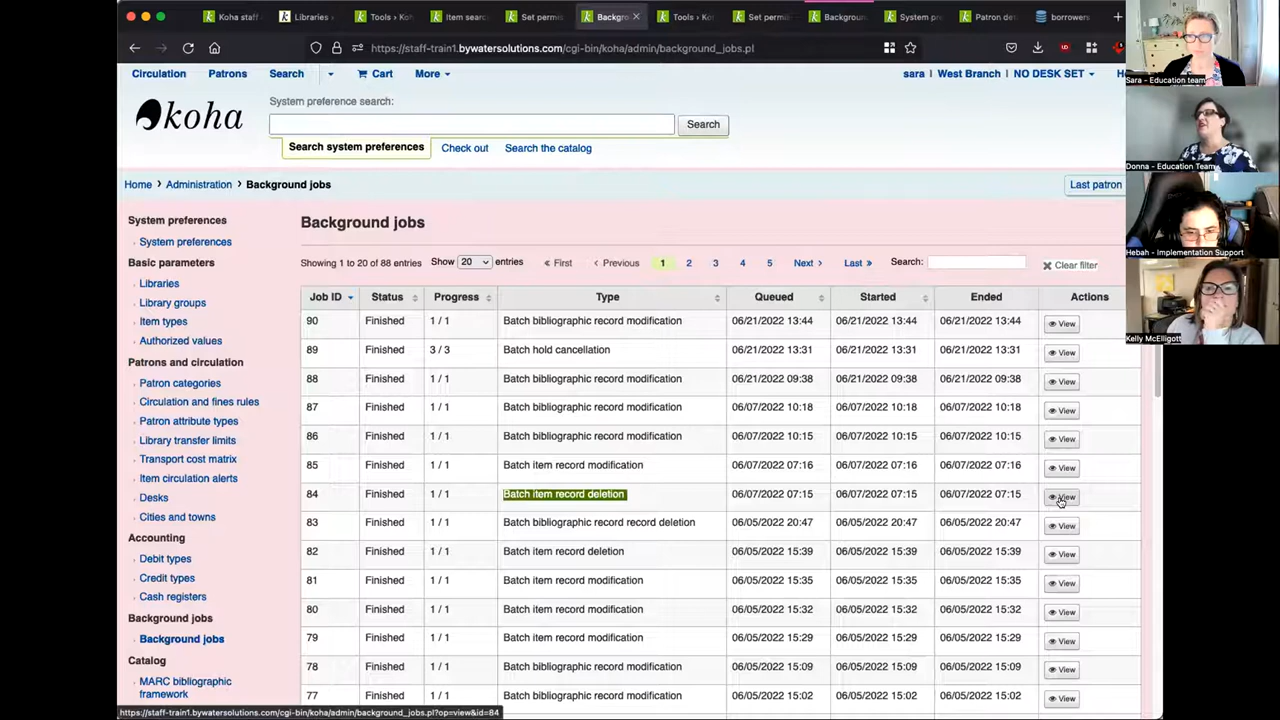 Koha staff
Libraries
Tools › Ko
Item searc
Set permis
Backgro
Tools › Ko
Set permi
Backgroun
System pre
Patron det
borrowers
https://staff-train1.bywatersolutions.com/cgi-bin/koha/admin/background_jobs.pl
Circulation Patrons Search Cart More sara | West Branch | NO DESK SET
koha
System preference search:
Search
Search system preferences Check out Search the catalog
Home › Administration › Background jobs
Last patron
System preferences
System preferences
Basic parameters
Libraries
Library groups
Item types
Authorized values
Patrons and circulation
Patron categories
Circulation and fines rules
Patron attribute types
Library transfer limits
Transport cost matrix
Item circulation alerts
Desks
Cities and towns
Accounting
Debit types
Credit types
Cash registers
Background jobs
Background jobs
Catalog
MARC bibliographic
framework
Background jobs
Showing 1 to 20 of 88 entries Show 20 entries First Previous 1 2 3 4 5 Next Last Search: Clear filter
Job ID Status Progress Type Queued Started Ended Actions
90 Finished 1 / 1 Batch bibliographic record modification 06/21/2022 13:44 06/21/2022 13:44 06/21/2022 13:44 View
89 Finished 3 / 3 Batch hold cancellation 06/21/2022 13:31 06/21/2022 13:31 06/21/2022 13:31 View
88 Finished 1 / 1 Batch bibliographic record modification 06/21/2022 09:38 06/21/2022 09:38 06/21/2022 09:38 View
87 Finished 1 / 1 Batch bibliographic record modification 06/07/2022 10:18 06/07/2022 10:18 06/07/2022 10:18 View
86 Finished 1 / 1 Batch bibliographic record modification 06/07/2022 10:15 06/07/2022 10:15 06/07/2022 10:15 View
85 Finished 1 / 1 Batch item record modification 06/07/2022 07:16 06/07/2022 07:16 06/07/2022 07:16 View
84 Finished 1 / 1 Batch item record deletion 06/07/2022 07:15 06/07/2022 07:15 06/07/2022 07:15 View
83 Finished 1 / 1 Batch bibliographic record record deletion 06/05/2022 20:47 06/05/2022 20:47 06/05/2022 20:47 View
82 Finished 1 / 1 Batch item record deletion 06/05/2022 15:39 06/05/2022 15:39 06/05/2022 15:39 View
81 Finished 1 / 1 Batch item record modification 06/05/2022 15:35 06/05/2022 15:35 06/05/2022 15:35 View
80 Finished 1 / 1 Batch item record modification 06/05/2022 15:32 06/05/2022 15:32 06/05/2022 15:32 View
79 Finished 1 / 1 Batch item record modification 06/05/2022 15:29 06/05/2022 15:29 06/05/2022 15:29 View
78 Finished 1 / 1 Batch bibliographic record modification 06/05/2022 15:09 06/05/2022 15:09 06/05/2022 15:09 View
77 Finished 1 / 1 Batch bibliographic record modification 06/05/2022 15:02 06/05/2022 15:02 06/05/2022 15:02 View
https://staff-train1.bywatersolutions.com/cgi-bin/koha/admin/background_jobs.pl?op=view&id=84
Sara - Education team
Donna - Education Team
Hebah - Implementation Support
Kelly McElligott